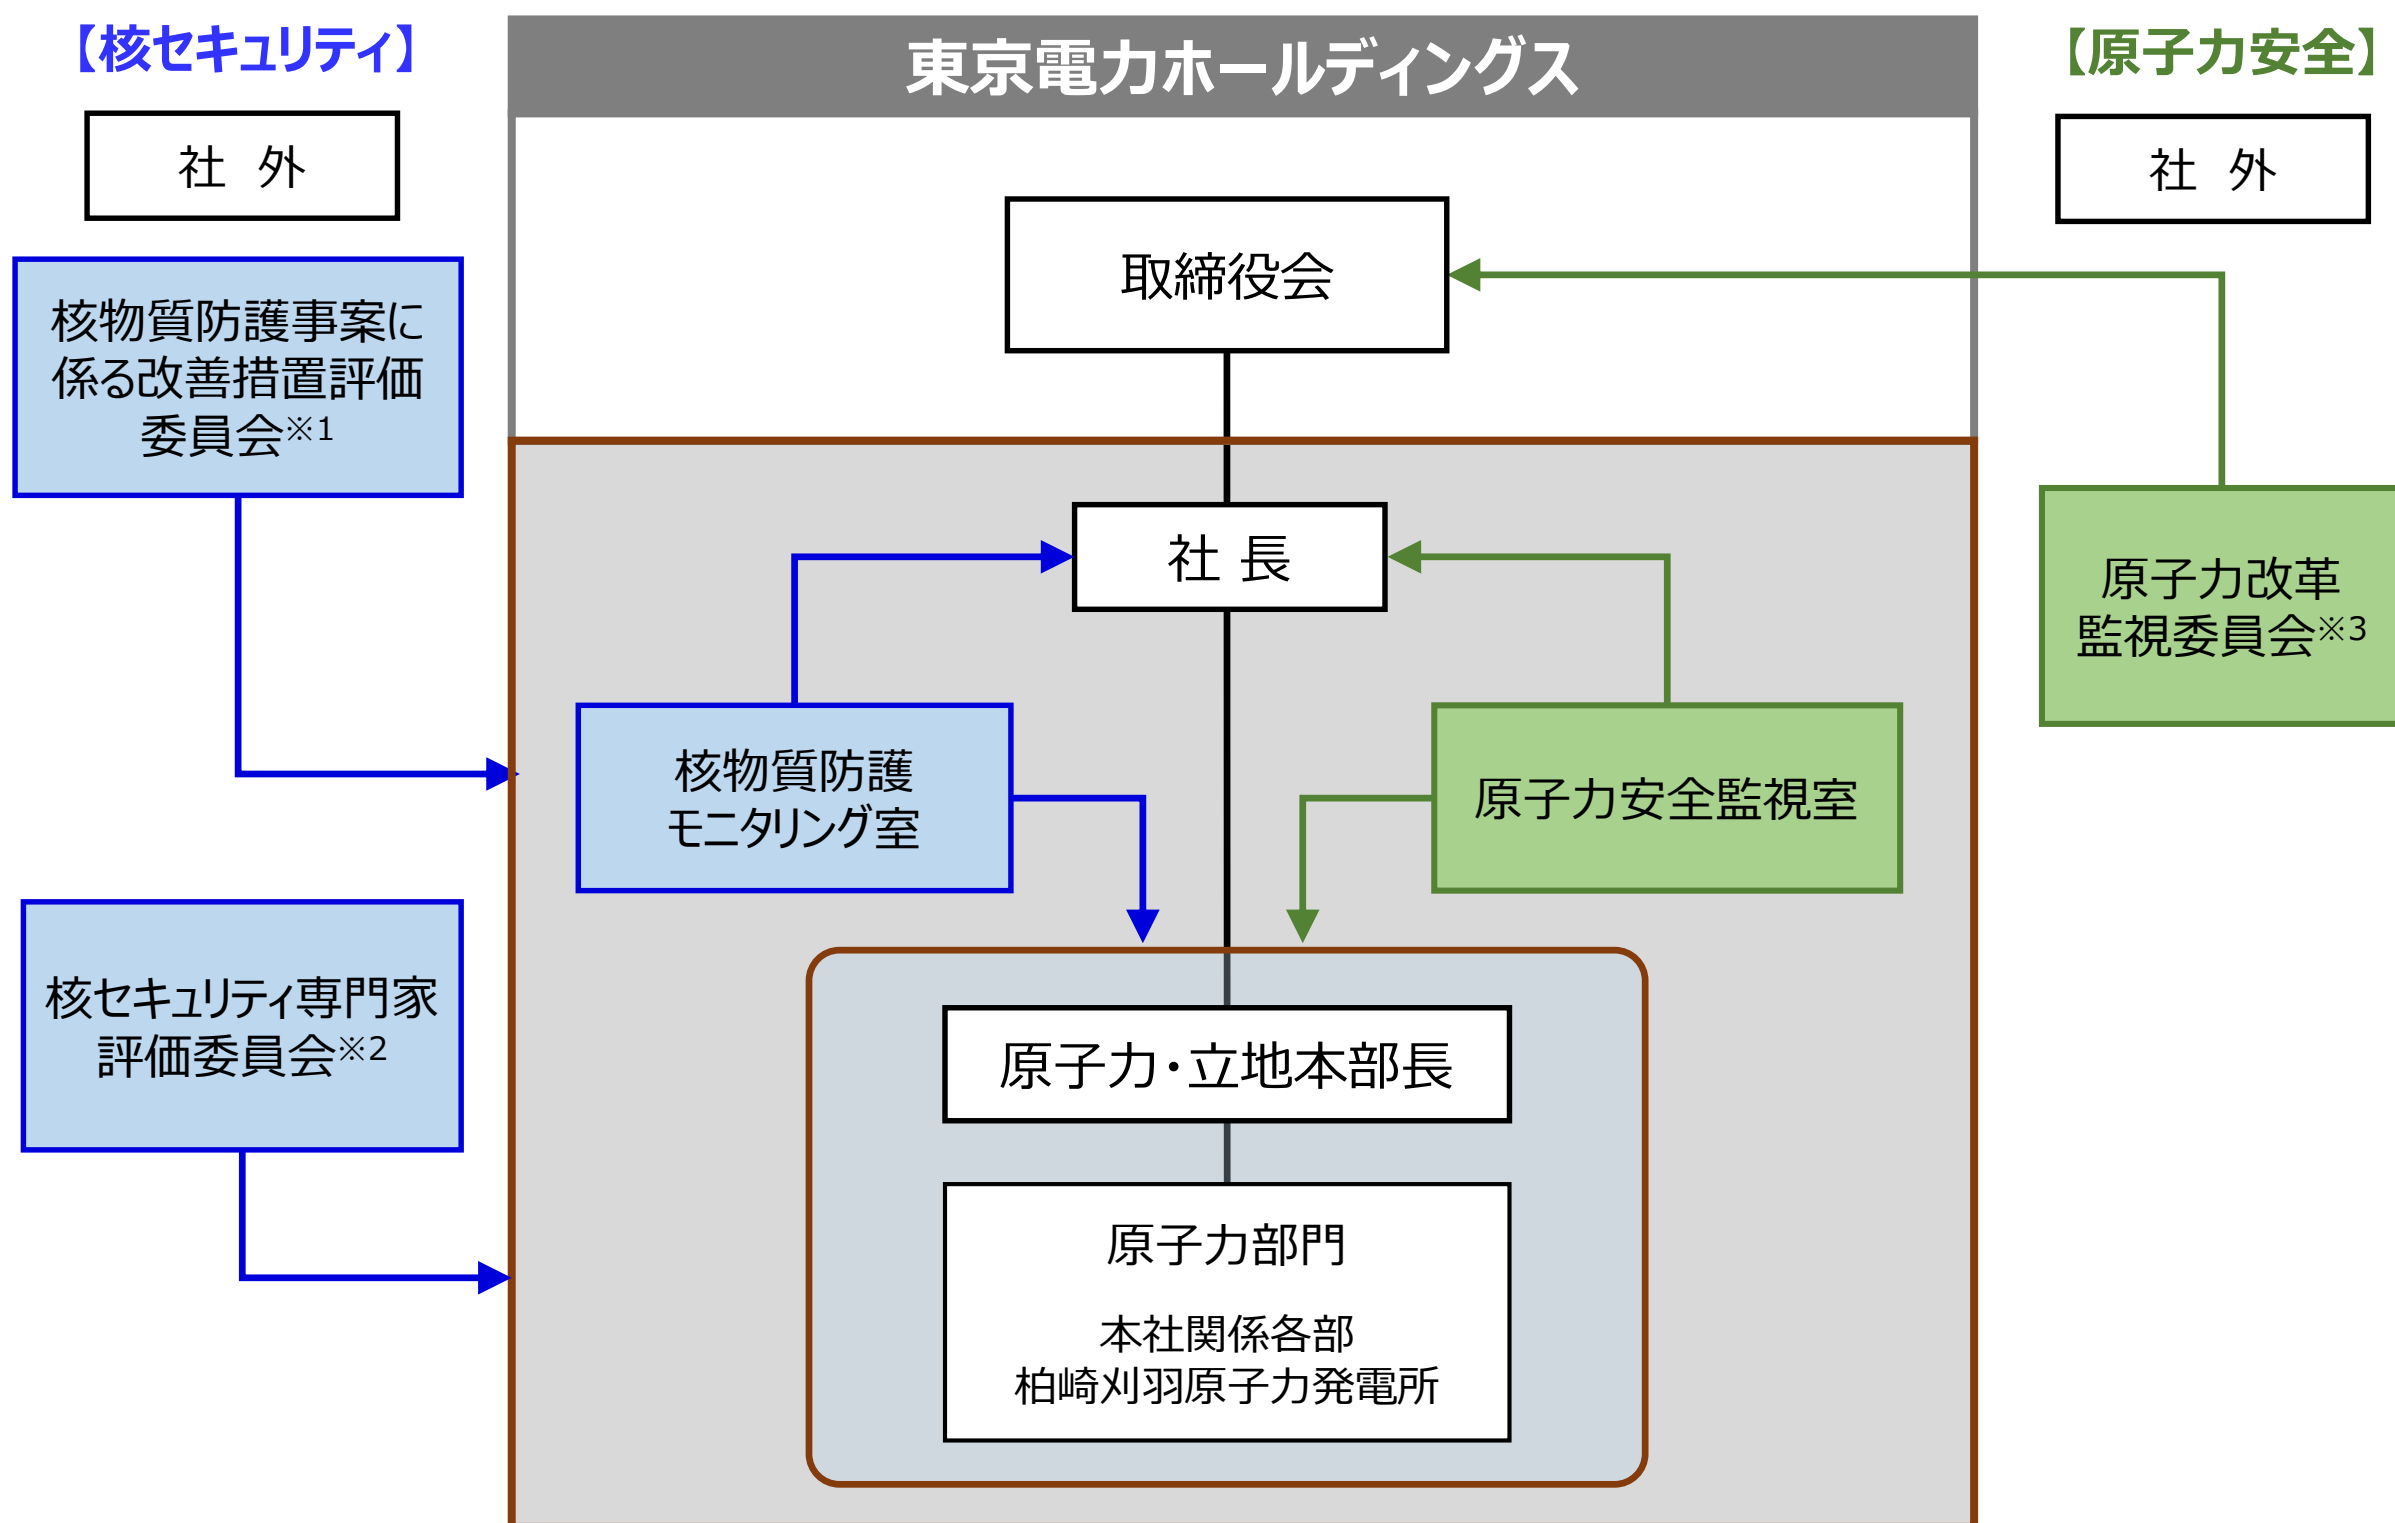 【核セキュリティ】
東京電力ホールディングス
【原子力安全】
社　外
社　外
取締役会
核物質防護事案に
係る改善措置評価
委員会※1
社 長
原子力改革
監視委員会※3
核物質防護
モニタリング室
原子力安全監視室
核セキュリティ専門家
評価委員会※2
原子力・立地本部長
原子力部門
本社関係各部
柏崎刈羽原子力発電所